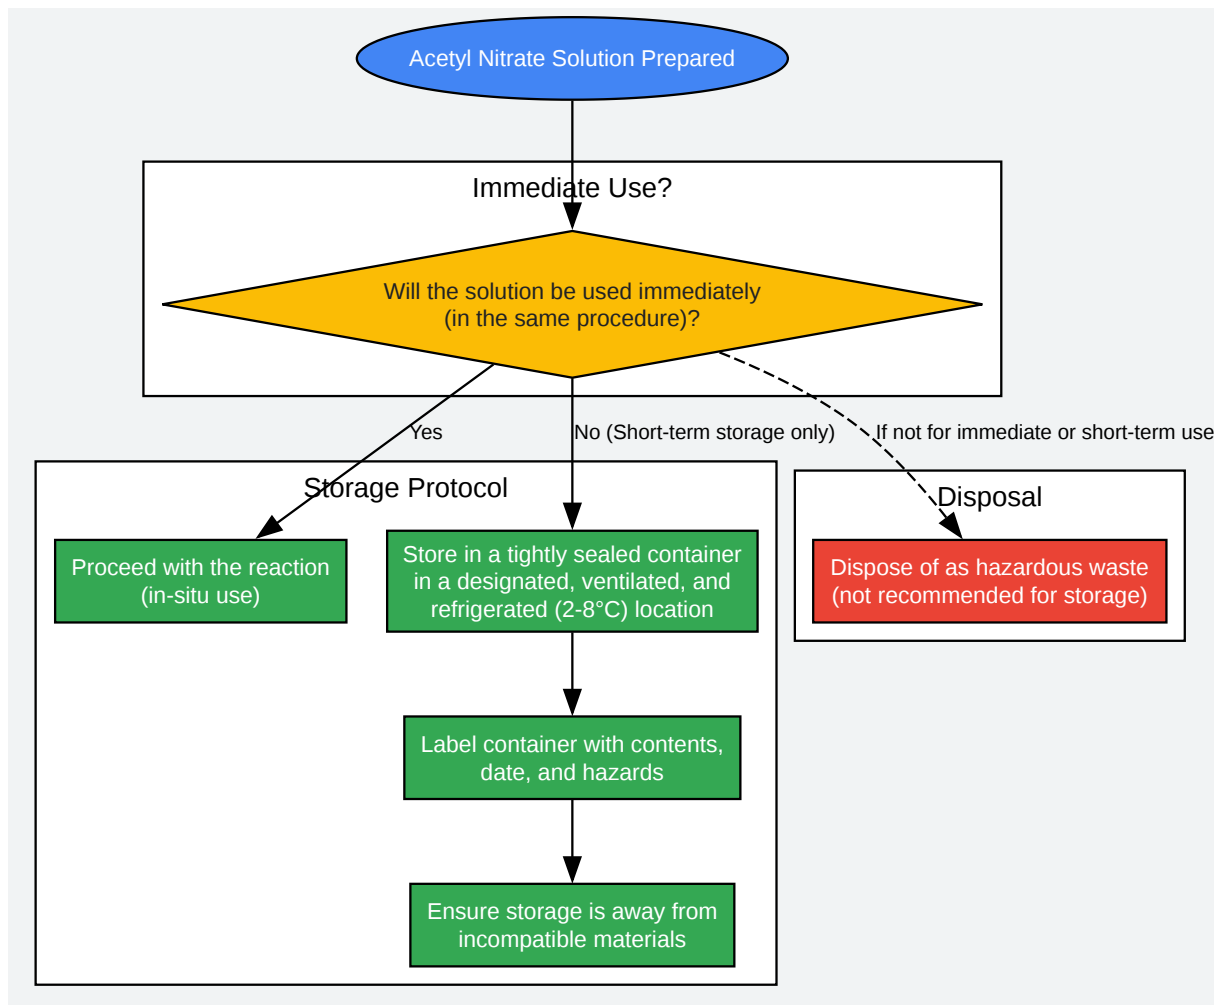 Acetyl Nitrate Solution Prepared
Immediate Use?
Will the solution be used immediately
(in the same procedure)?
Yes
No (Short-term storage only)
If not for immediate or short-term use
Storage Protocol
Disposal
Proceed with the reaction
(in-situ use)
Store in a tightly sealed container
in a designated, ventilated, and
refrigerated (2-8°C) location
Dispose of as hazardous waste
(not recommended for storage)
Label container with contents,
date, and hazards
Ensure storage is away from
incompatible materials